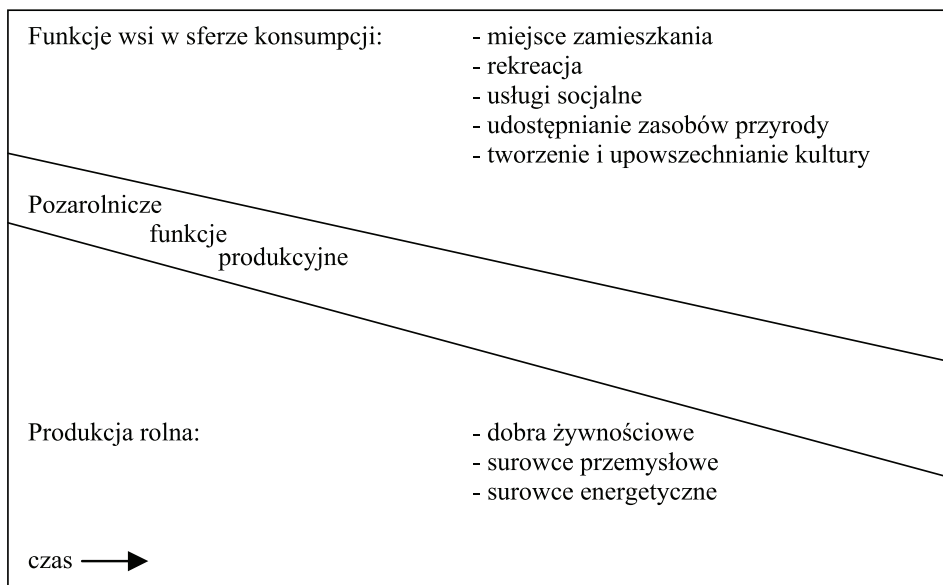 Funkcje wsi w sferze konsumpcji:
- miejsce zamieszkania
- rekreacja
- usługi socjalne
- udostępnianie zasobów przyrody
- tworzenie i upowszechnianie kultury
Pozarolnicze
funkcje
produkcyjne
Produkcja rolna:
- dobra żywnościowe
- surowce przemysłowe
- surowce energetyczne
czas